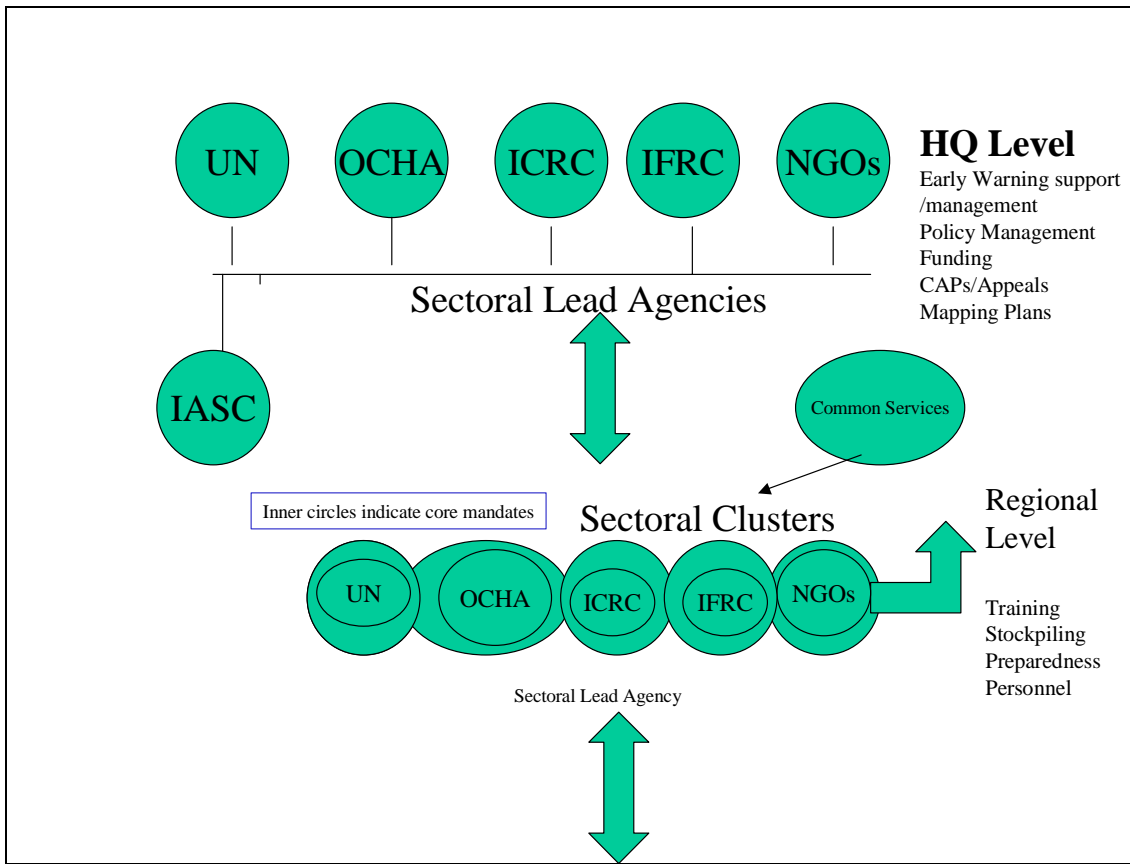 UN
OCHA
ICRC
IFRC
NGOs
HQ Level
Early Warning support
/management
Policy Management
Funding
CAPs/Appeals
Mapping Plans
Sectoral Lead Agencies
IASC
Common Services
Inner circles indicate core mandates
Sectoral Clusters
Regional
Level
UN
OCHA
ICRC
IFRC
NGOs
Training
Stockpiling
Preparedness
Personnel
Sectoral Lead Agency